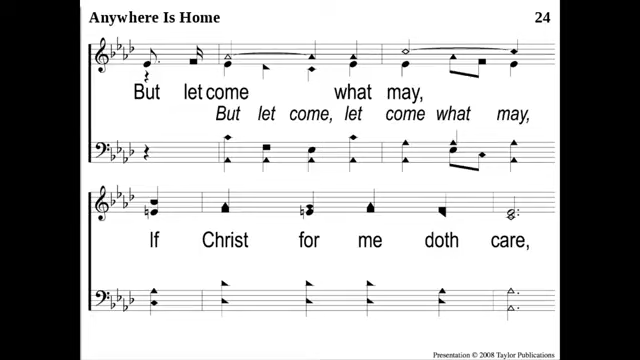 Anywhere Is Home 24
But let come what may,
But let come, let come what may,
If Christ for me doth care,
Presentation © 2008 Taylor Publications